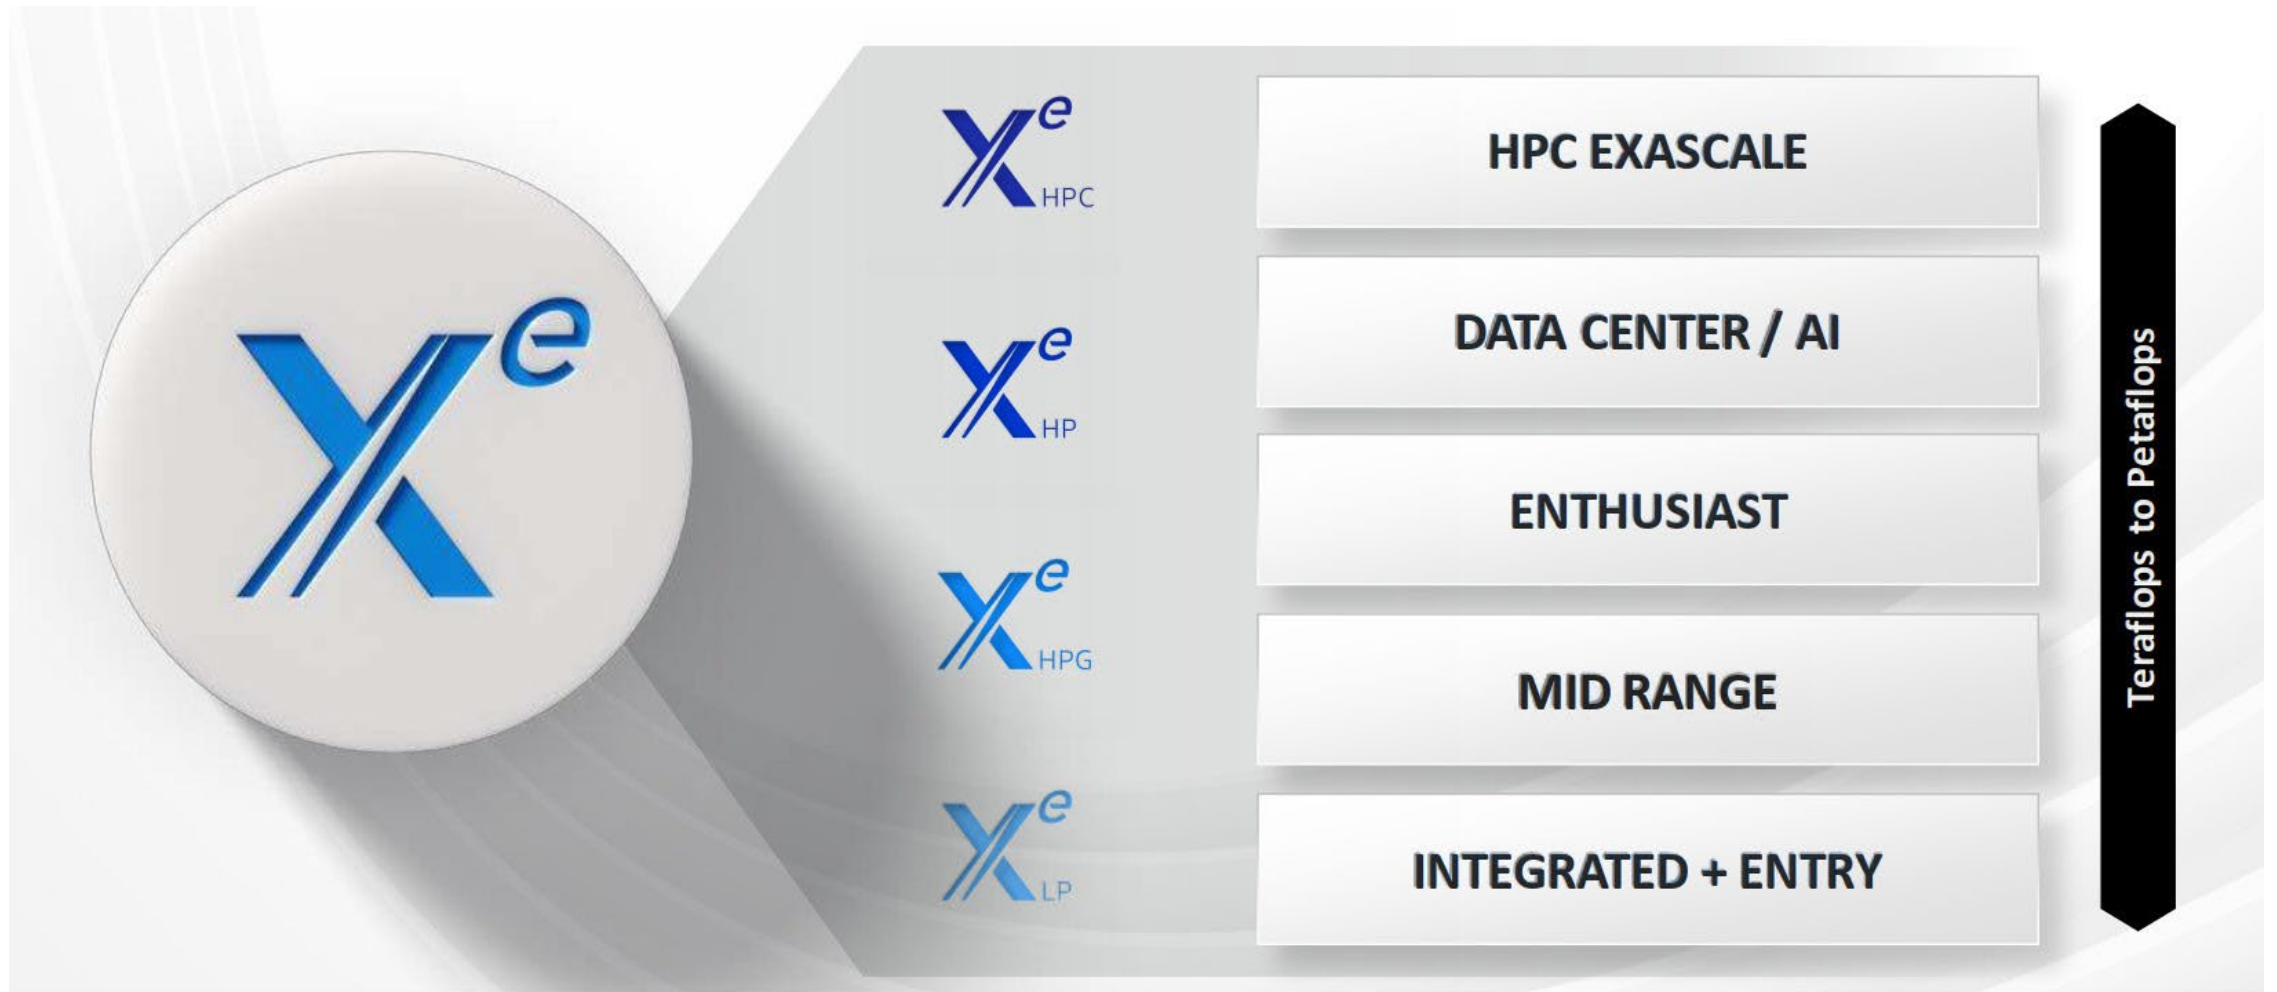 Xe
Xe HPC
HPC EXASCALE
Xe HP
DATA CENTER / AI
ENTHUSIAST
Xe HPG
MID RANGE
Xe LP
INTEGRATED + ENTRY
Teraflops to Petaflops